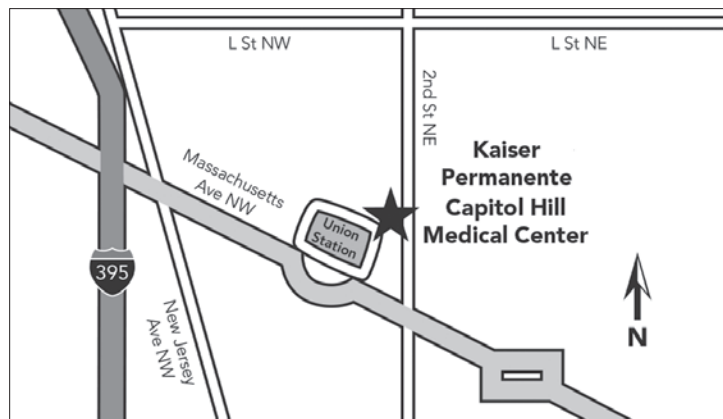 L St NW
L St NE
2nd St NE
Massachusetts
Ave NW
Kaiser
Permanente
Capitol Hill
Medical Center
Union
Station
395
New Jersey
Ave NW
N